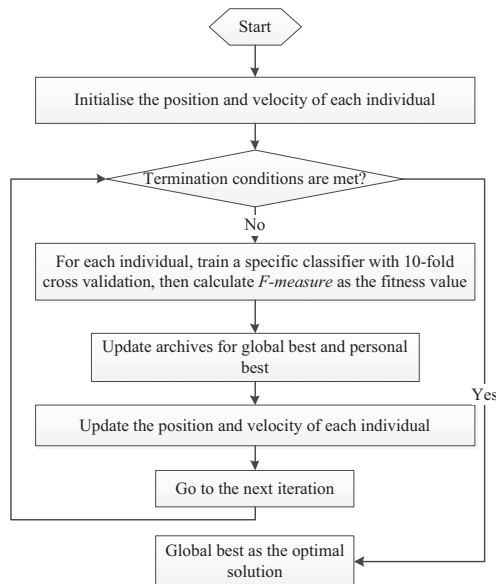 Start
Initialise the position and velocity of each individual
Termination conditions are met?
No
For each individual, train a specific classifier with 10-fold
cross validation, then calculate F-measure as the fitness value
Update archives for global best and personal
best
Yes
Update the position and velocity of each individual
Go to the next iteration
Global best as the optimal
solution